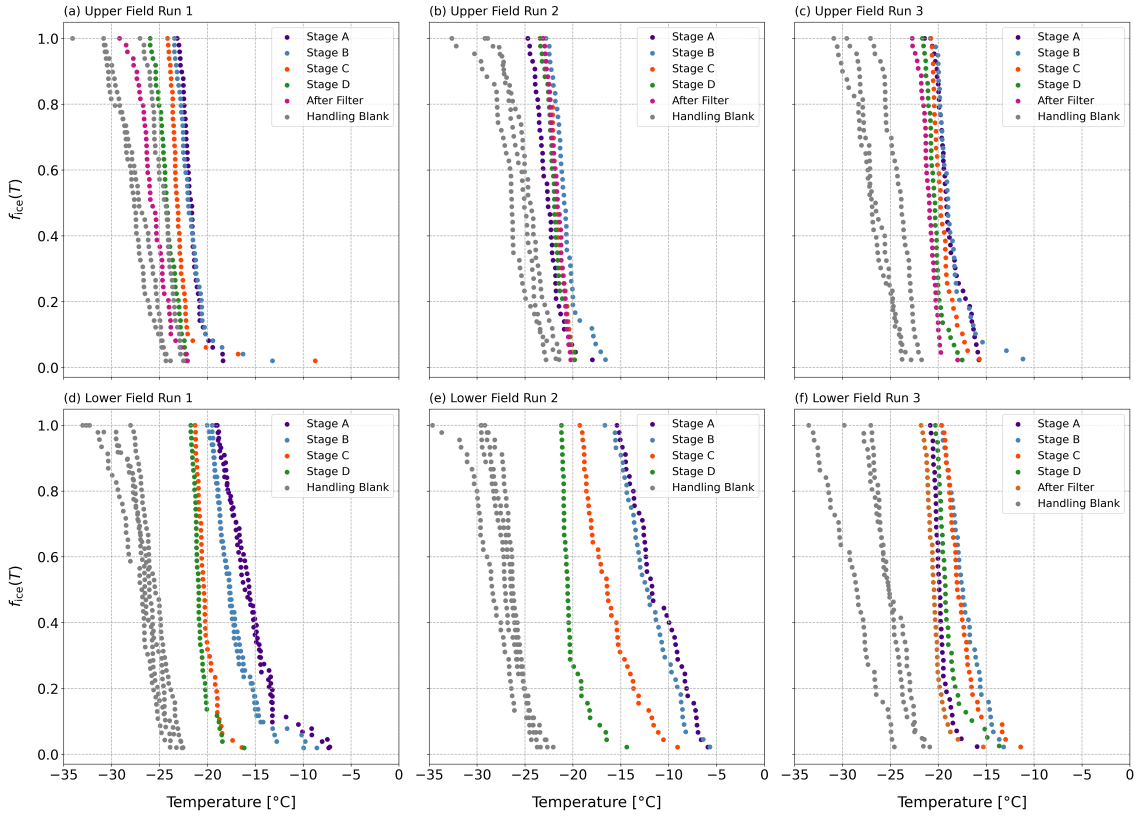 (a) Upper Field Run 1
(b) Upper Field Run 2
(c) Upper Field Run 3
1.0
0.8
0.6
0.4
0.2
0.0
f_ice(T)
Stage A
Stage B
Stage C
Stage D
After Filter
Handling Blank
Stage A
Stage B
Stage C
Stage D
After Filter
Handling Blank
Stage A
Stage B
Stage C
Stage D
After Filter
Handling Blank
(d) Lower Field Run 1
(e) Lower Field Run 2
(f) Lower Field Run 3
1.0
0.8
0.6
0.4
0.2
0.0
f_ice(T)
Stage A
Stage B
Stage C
Stage D
Handling Blank
Stage A
Stage B
Stage C
Stage D
Handling Blank
Stage A
Stage B
Stage C
Stage D
After Filter
Handling Blank
−35 −30 −25 −20 −15 −10 −5 0
−35 −30 −25 −20 −15 −10 −5 0
−35 −30 −25 −20 −15 −10 −5 0
Temperature [°C]
Temperature [°C]
Temperature [°C]